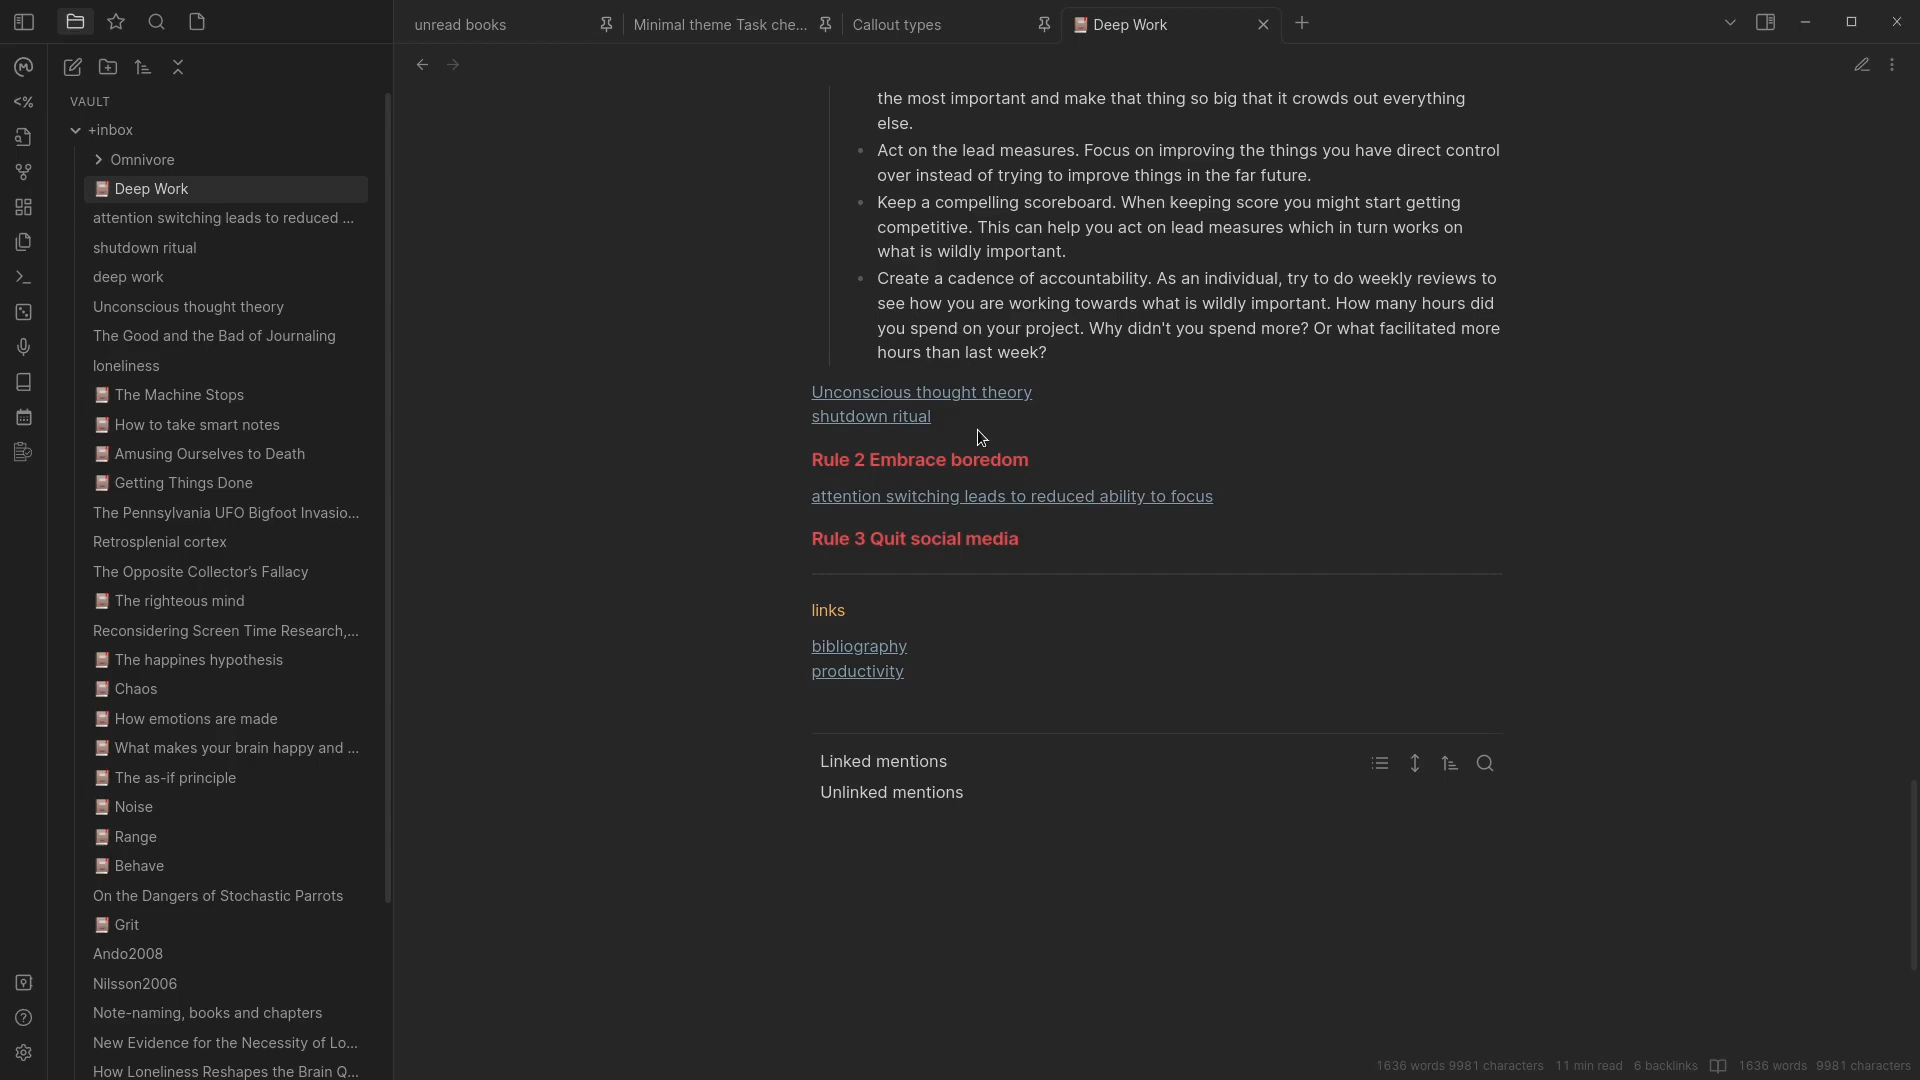 unread books
Minimal theme Task che...
Callout types
Deep Work
VAULT
+inbox
Omnivore
Deep Work
attention switching leads to reduced ...
shutdown ritual
deep work
Unconscious thought theory
The Good and the Bad of Journaling
loneliness
The Machine Stops
How to take smart notes
Amusing Ourselves to Death
Getting Things Done
The Pennsylvania UFO Bigfoot Invasio...
Retrosplenial cortex
The Opposite Collector's Fallacy
The righteous mind
Reconsidering Screen Time Research,...
The happines hypothesis
Chaos
How emotions are made
What makes your brain happy and ...
The as-if principle
Noise
Range
Behave
On the Dangers of Stochastic Parrots
Grit
Ando2008
Nilsson2006
Note-naming, books and chapters
New Evidence for the Necessity of Lo...
How Loneliness Reshapes the Brain Q...
the most important and make that thing so big that it crowds out everything
else.
Act on the lead measures. Focus on improving the things you have direct control
over instead of trying to improve things in the far future.
Keep a compelling scoreboard. When keeping score you might start getting
competitive. This can help you act on lead measures which in turn works on
what is wildly important.
Create a cadence of accountability. As an individual, try to do weekly reviews to
see how you are working towards what is wildly important. How many hours did
you spend on your project. Why didn't you spend more? Or what facilitated more
hours than last week?
Unconscious thought theory
shutdown ritual
Rule 2 Embrace boredom
attention switching leads to reduced ability to focus
Rule 3 Quit social media
links
bibliography
productivity
Linked mentions
Unlinked mentions
1636 words 9981 characters 11 min read 6 backlinks 1636 words 9981 characters